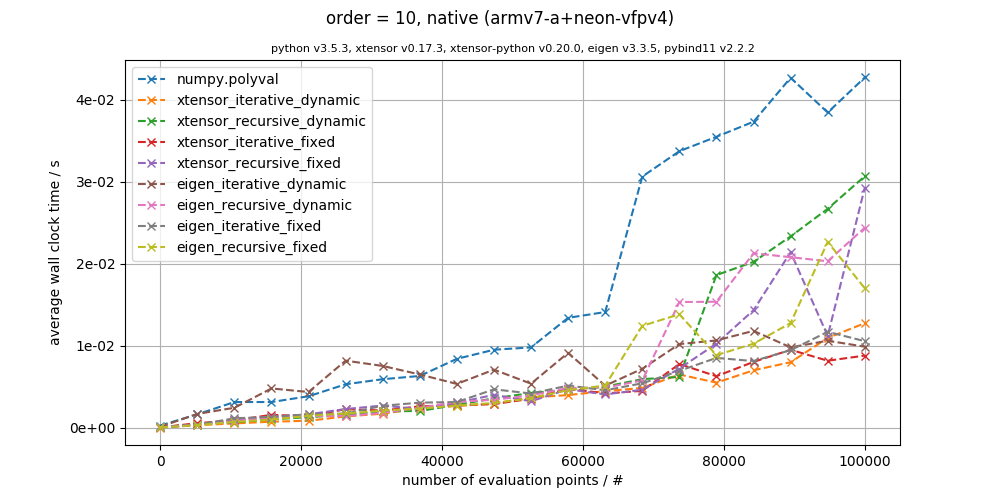 order = 10, native (armv7-a+neon-vfpv4)
python v3.5.3, xtensor v0.17.3, xtensor-python v0.20.0, eigen v3.3.5, pybind11 v2.2.2
numpy.polyval
xtensor_iterative_dynamic
xtensor_recursive_dynamic
xtensor_iterative_fixed
xtensor_recursive_fixed
eigen_iterative_dynamic
eigen_recursive_dynamic
eigen_iterative_fixed
eigen_recursive_fixed
average wall clock time / s
4e-02
3e-02
2e-02
1e-02
0e+00
0
20000
40000
60000
80000
100000
number of evaluation points / #